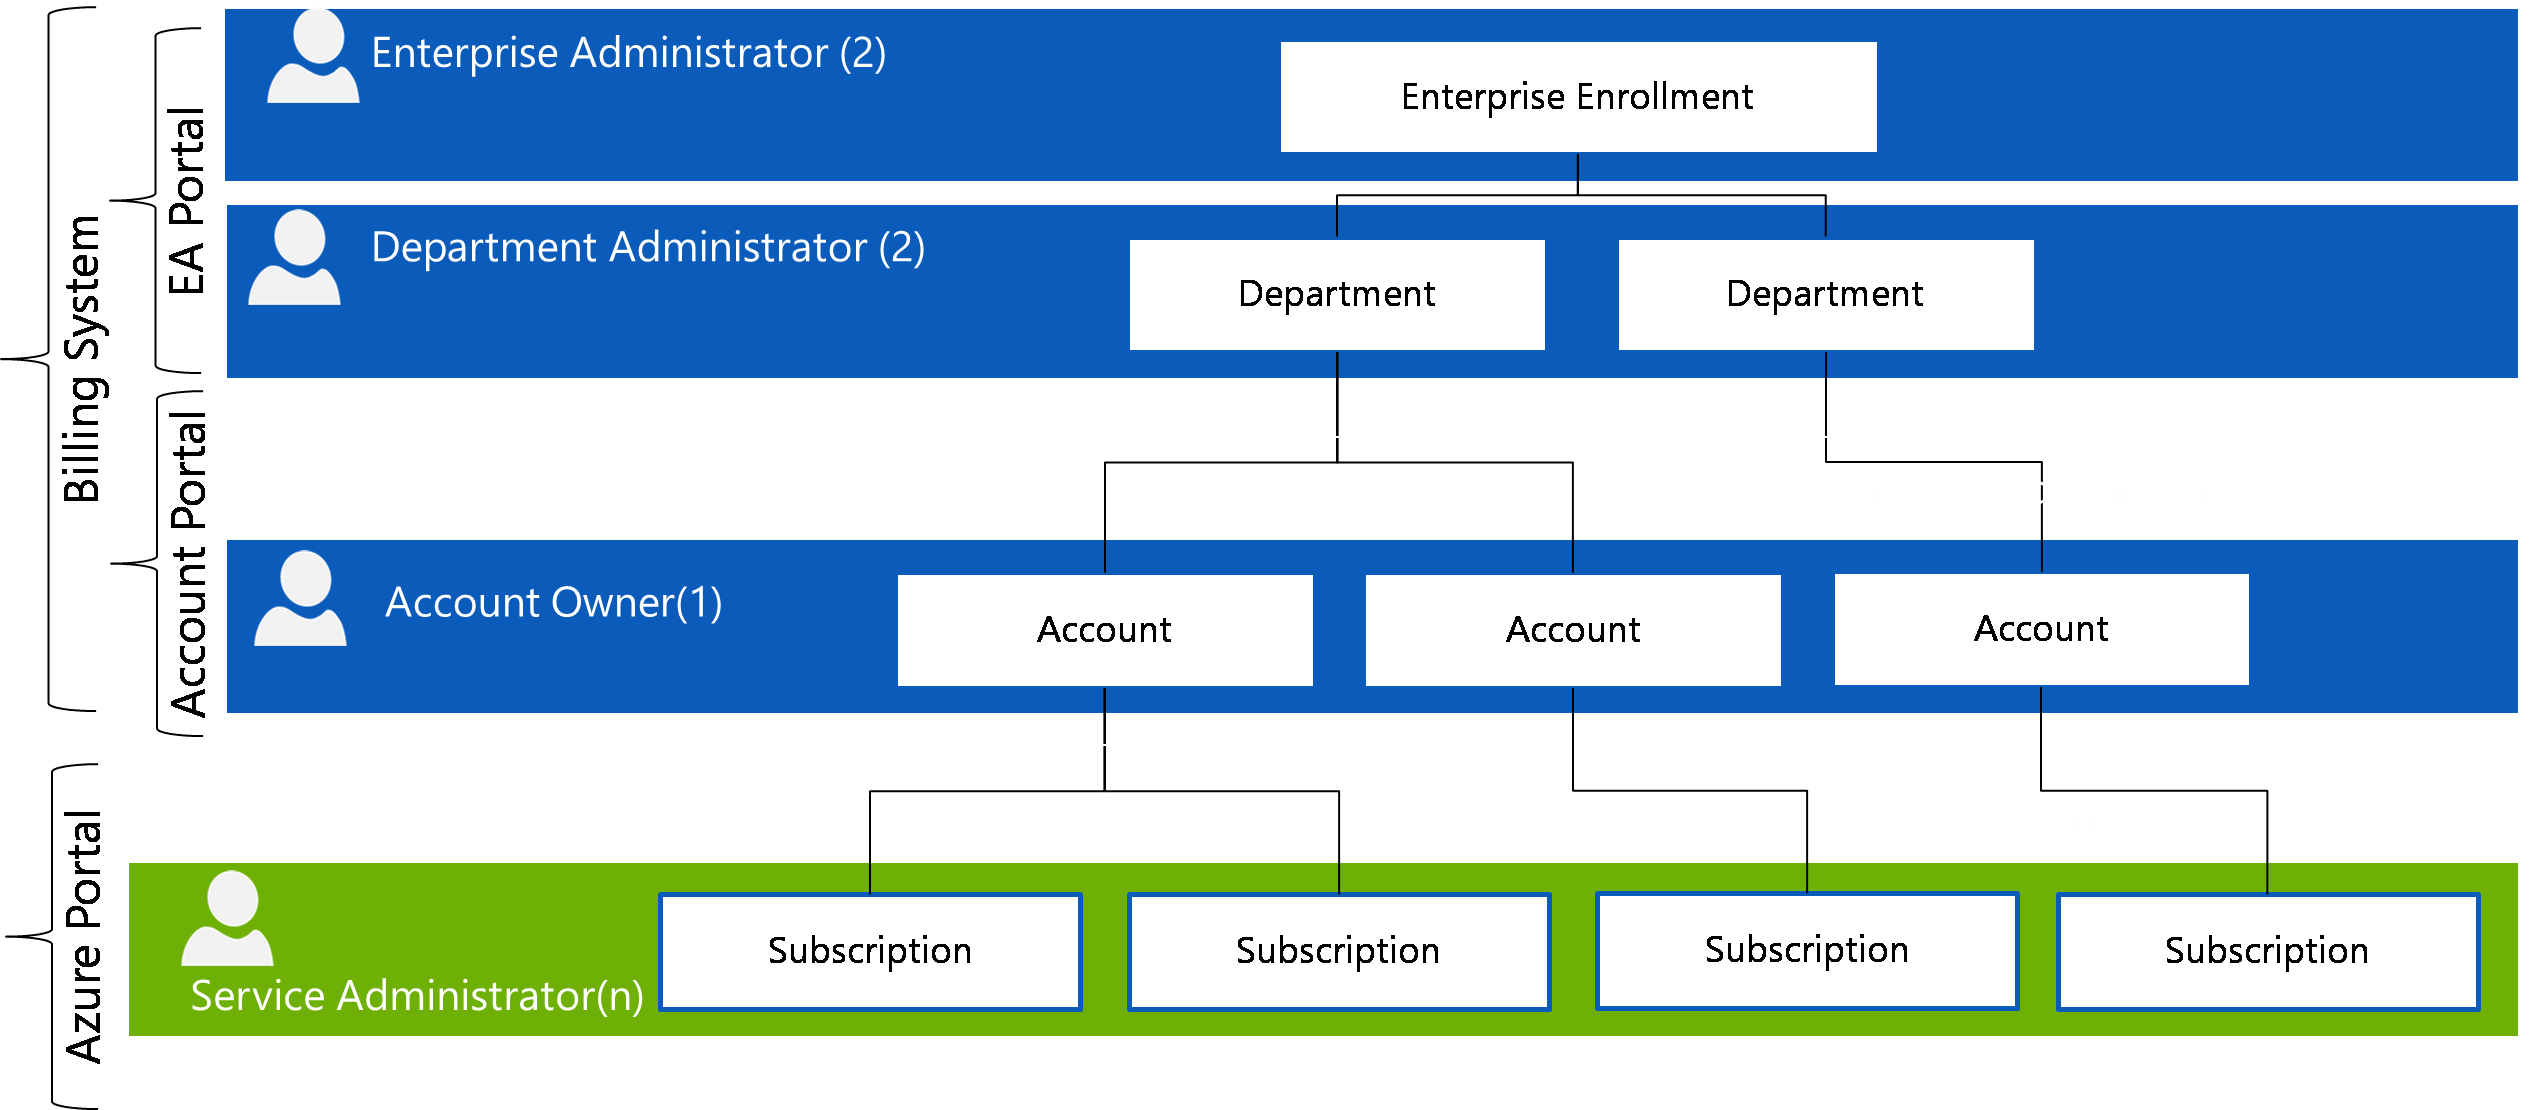 Billing System
EA Portal
Enterprise Administrator (2)
Enterprise Enrollment
Department Administrator (2)
Department
Department
Account Portal
Account Owner(1)
Account
Account
Account
Azure Portal
Service Administrator(n)
Subscription
Subscription
Subscription
Subscription